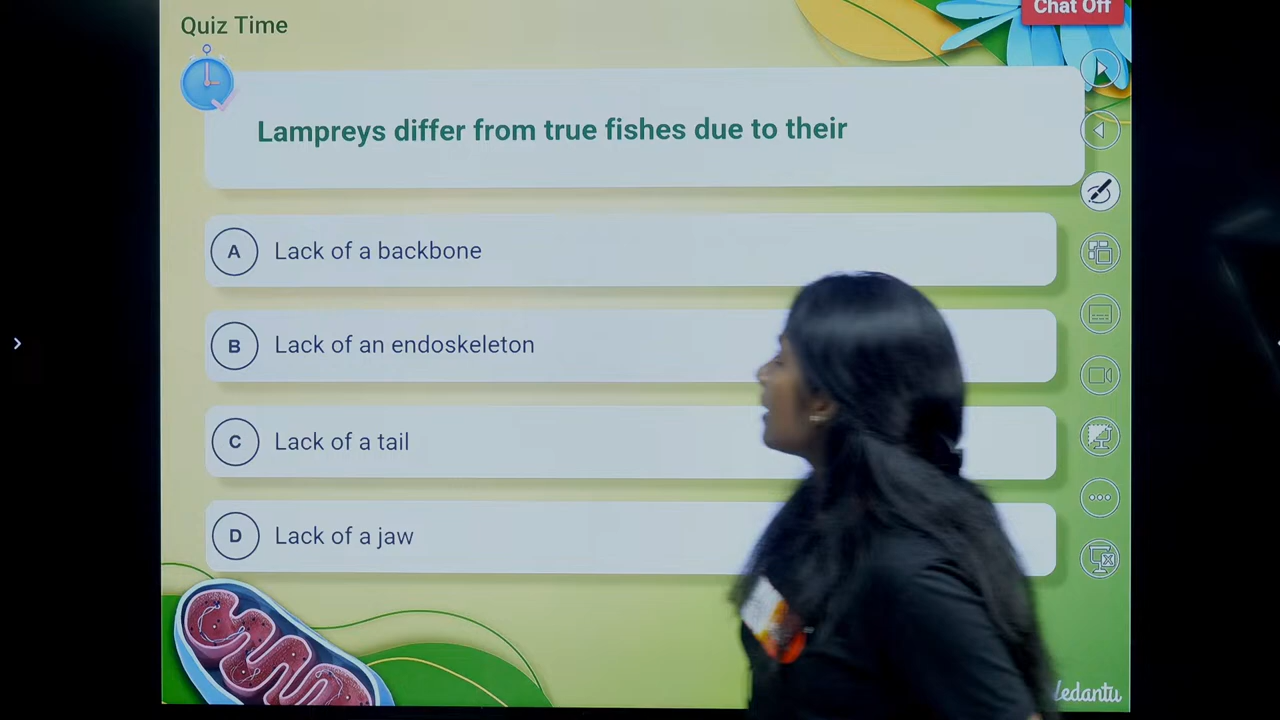 Quiz Time
Chat Off
Lampreys differ from true fishes due to their
A Lack of a backbone
B Lack of an endoskeleton
C Lack of a tail
D Lack of a jaw